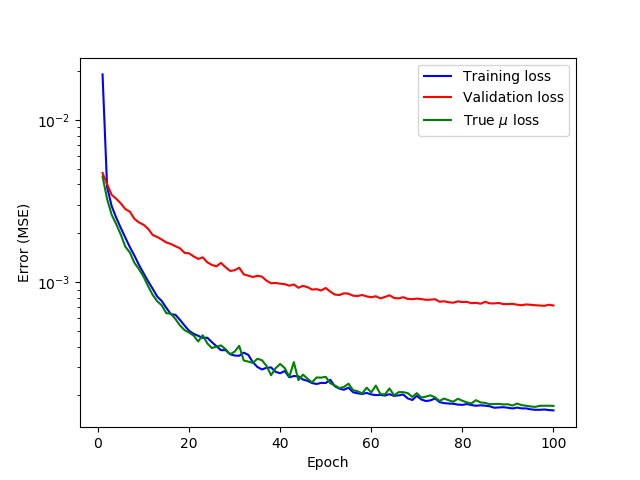 Training loss
Validation loss
True μ loss
10⁻²
10⁻³
Error (MSE)
0 20 40 60 80 100
Epoch